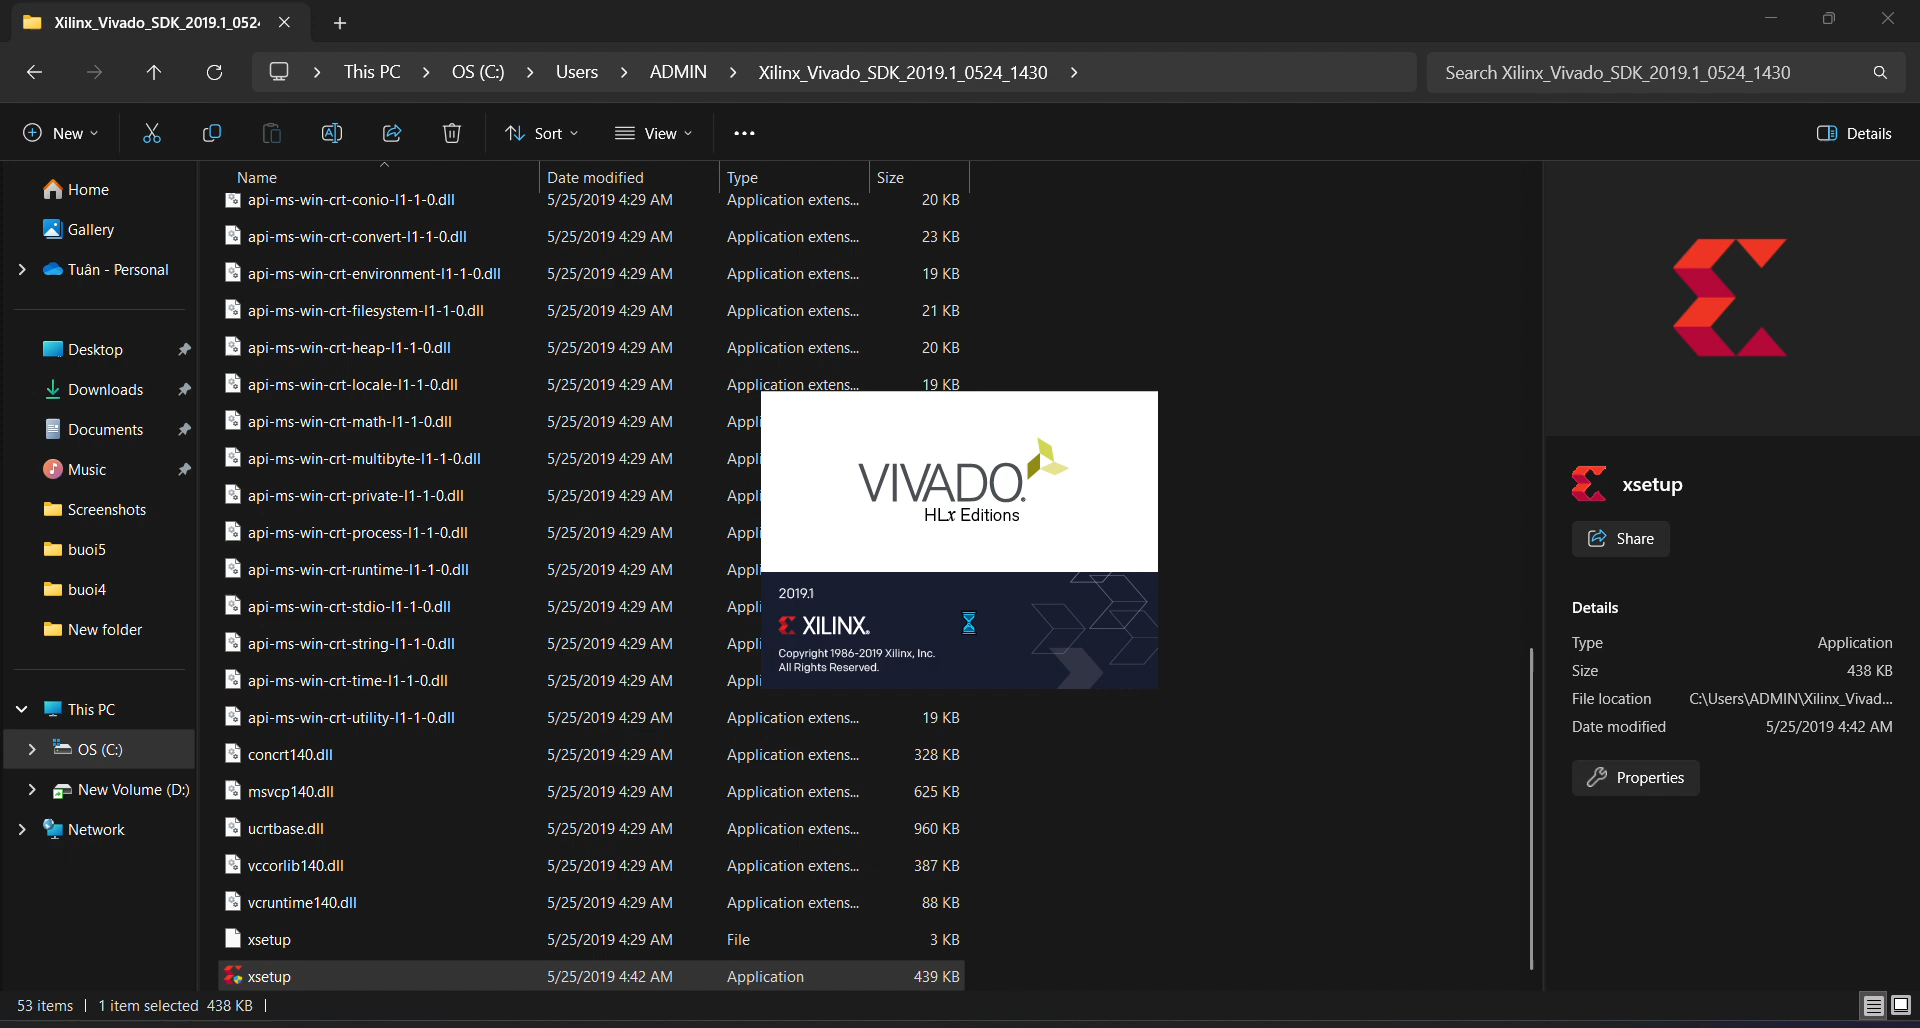 Xilinx_Vivado_SDK_2019.1_052
This PC
OS (C:)
Users
ADMIN
Xilinx_Vivado_SDK_2019.1_0524_1430
Search Xilinx_Vivado_SDK_2019.1_0524_1430
New
Sort
View
Details
Home
Gallery
Tuân - Personal
Desktop
Downloads
Documents
Music
Screenshots
buoi5
buoi4
New folder
This PC
OS (C:)
New Volume (D:)
Network
Name Date modified Type Size
api-ms-win-crt-conio-l1-1-0.dll 5/25/2019 4:29 AM Application extens... 20 KB
api-ms-win-crt-convert-l1-1-0.dll 5/25/2019 4:29 AM Application extens... 23 KB
api-ms-win-crt-environment-l1-1-0.dll 5/25/2019 4:29 AM Application extens... 19 KB
api-ms-win-crt-filesystem-l1-1-0.dll 5/25/2019 4:29 AM Application extens... 21 KB
api-ms-win-crt-heap-l1-1-0.dll 5/25/2019 4:29 AM Application extens... 20 KB
api-ms-win-crt-locale-l1-1-0.dll 5/25/2019 4:29 AM Application extens... 19 KB
api-ms-win-crt-math-l1-1-0.dll 5/25/2019 4:29 AM Appli
api-ms-win-crt-multibyte-l1-1-0.dll 5/25/2019 4:29 AM Appli
api-ms-win-crt-private-l1-1-0.dll 5/25/2019 4:29 AM Appli
api-ms-win-crt-process-l1-1-0.dll 5/25/2019 4:29 AM Appli
api-ms-win-crt-runtime-l1-1-0.dll 5/25/2019 4:29 AM Appli
api-ms-win-crt-stdio-l1-1-0.dll 5/25/2019 4:29 AM Appli
api-ms-win-crt-string-l1-1-0.dll 5/25/2019 4:29 AM Appli
api-ms-win-crt-time-l1-1-0.dll 5/25/2019 4:29 AM Appli
api-ms-win-crt-utility-l1-1-0.dll 5/25/2019 4:29 AM Application extens... 19 KB
concrt140.dll 5/25/2019 4:29 AM Application extens... 328 KB
msvcp140.dll 5/25/2019 4:29 AM Application extens... 625 KB
ucrtbase.dll 5/25/2019 4:29 AM Application extens... 960 KB
vccorlib140.dll 5/25/2019 4:29 AM Application extens... 387 KB
vcruntime140.dll 5/25/2019 4:29 AM Application extens... 88 KB
xsetup 5/25/2019 4:29 AM File 3 KB
xsetup 5/25/2019 4:42 AM Application 439 KB
VIVADO.
HLx Editions
2019.1
XILINX.
Copyright 1986-2019 Xilinx, Inc.
All Rights Reserved.
xsetup
Share
Details
Type Application
Size 438 KB
File location C:\Users\ADMIN\Xilinx_Vivad...
Date modified 5/25/2019 4:42 AM
Properties
53 items
1 item selected 438 KB